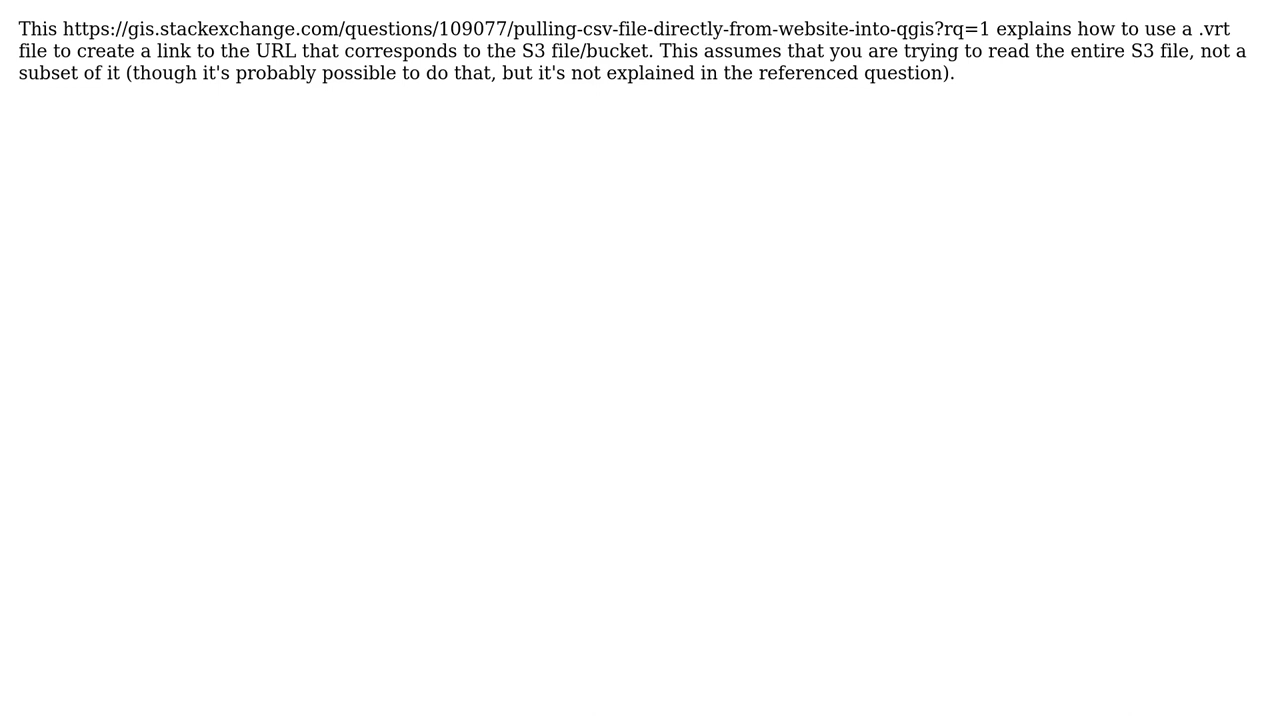 This https://gis.stackexchange.com/questions/109077/pulling-csv-file-directly-from-website-into-qgis?rq=1 explains how to use a .vrt
file to create a link to the URL that corresponds to the S3 file/bucket. This assumes that you are trying to read the entire S3 file, not a
subset of it (though it's probably possible to do that, but it's not explained in the referenced question).